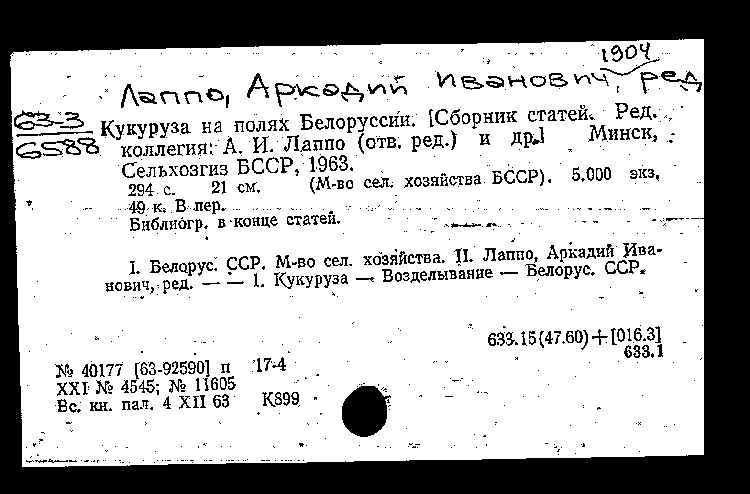 1904
Лаппо, Аркадий Иванович, ред
63-3
6588
Кукуруза на полях Белоруссии. [Сборник статей. Ред.
коллегия: А. И. Лаппо (отв. ред.) и др.] Минск,
Сельхозгиз БССР, 1963.
294 с. 21 см. (М-во сел. хозяйства БССР). 5.000 экз.
49 к. В пер.
Библиогр. в конце статей.
I. Белорус. ССР. М-во сел. хозяйства. II. Лаппо, Аркадий Ива-
нович, ред. — — 1. Кукуруза — Возделывание — Белорус. ССР.
633.15(47.60)+[016.3]
633.1
№ 40177 [63-92590] п 17-4
XXI № 4545; № 11605
Вс. кн. пал. 4 XII 63 К899